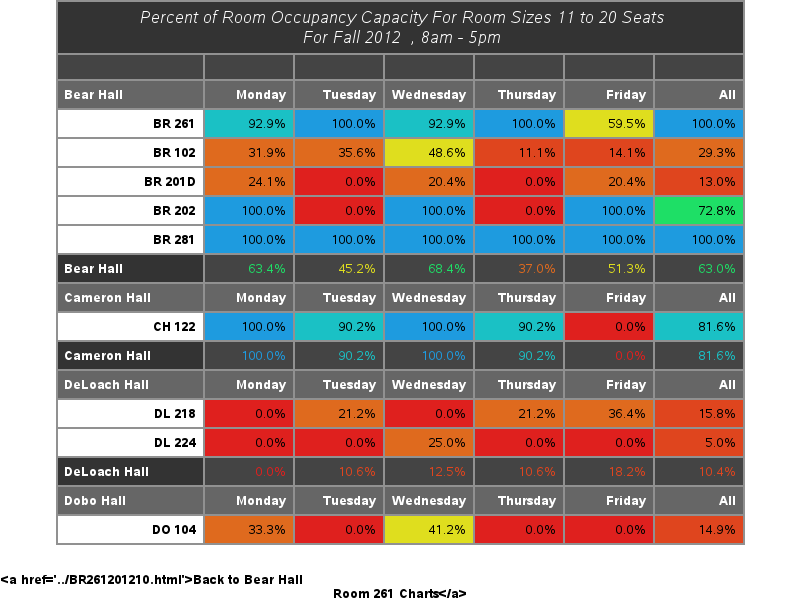 Percent of Room Occupancy Capacity For Room Sizes 11 to 20 Seats
For Fall 2012 , 8am - 5pm
Bear Hall Monday Tuesday Wednesday Thursday Friday All
BR 261 92.9% 100.0% 92.9% 100.0% 59.5% 100.0%
BR 102 31.9% 35.6% 48.6% 11.1% 14.1% 29.3%
BR 201D 24.1% 0.0% 20.4% 0.0% 20.4% 13.0%
BR 202 100.0% 0.0% 100.0% 0.0% 100.0% 72.8%
BR 281 100.0% 100.0% 100.0% 100.0% 100.0% 100.0%
Bear Hall 63.4% 45.2% 68.4% 37.0% 51.3% 63.0%
Cameron Hall Monday Tuesday Wednesday Thursday Friday All
CH 122 100.0% 90.2% 100.0% 90.2% 0.0% 81.6%
Cameron Hall 100.0% 90.2% 100.0% 90.2% 0.0% 81.6%
DeLoach Hall Monday Tuesday Wednesday Thursday Friday All
DL 218 0.0% 21.2% 0.0% 21.2% 36.4% 15.8%
DL 224 0.0% 0.0% 25.0% 0.0% 0.0% 5.0%
DeLoach Hall 0.0% 10.6% 12.5% 10.6% 18.2% 10.4%
Dobo Hall Monday Tuesday Wednesday Thursday Friday All
DO 104 33.3% 0.0% 41.2% 0.0% 0.0% 14.9%
<a href='../BR261201210.html'>Back to Bear Hall
Room 261 Charts</a>